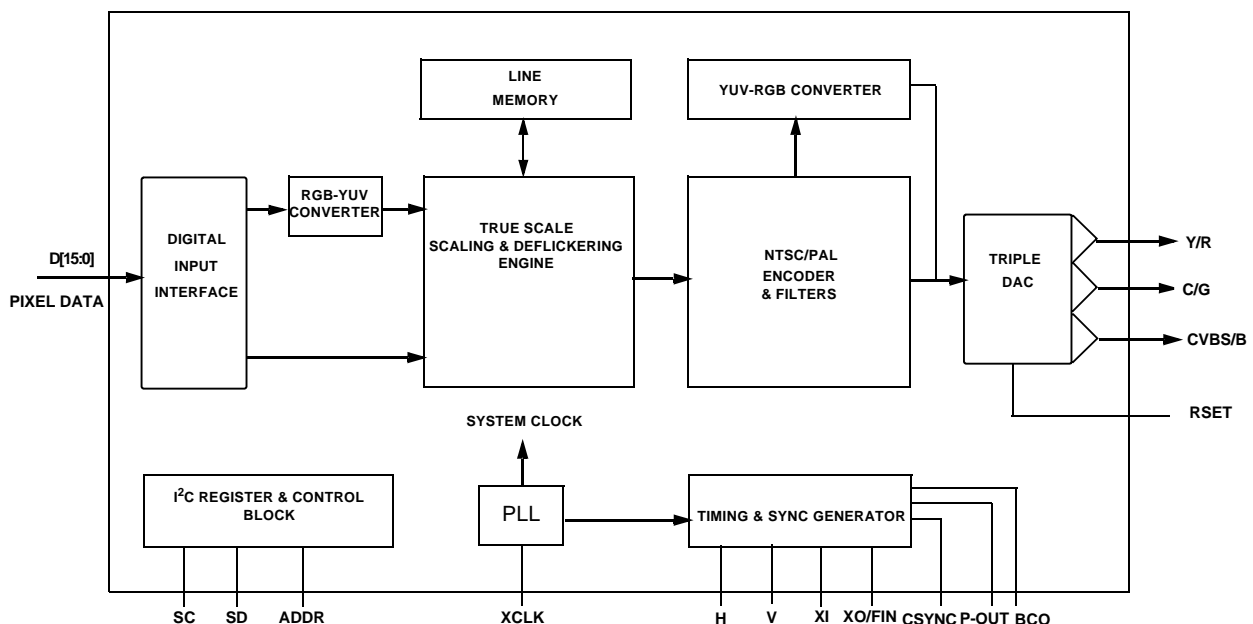 LINE
MEMORY
YUV-RGB CONVERTER
RGB-YUV
CONVERTER
TRUE SCALE
SCALING & DEFLICKERING
ENGINE
DIGITAL
INPUT
INTERFACE
D[15:0]
PIXEL DATA
NTSC/PAL
ENCODER
& FILTERS
TRIPLE
DAC
Y/R
C/G
CVBS/B
RSET
SYSTEM CLOCK
I²C REGISTER & CONTROL
BLOCK
PLL
TIMING & SYNC GENERATOR
SC SD ADDR XCLK H V XI XO/FIN CSYNC P-OUT BCO